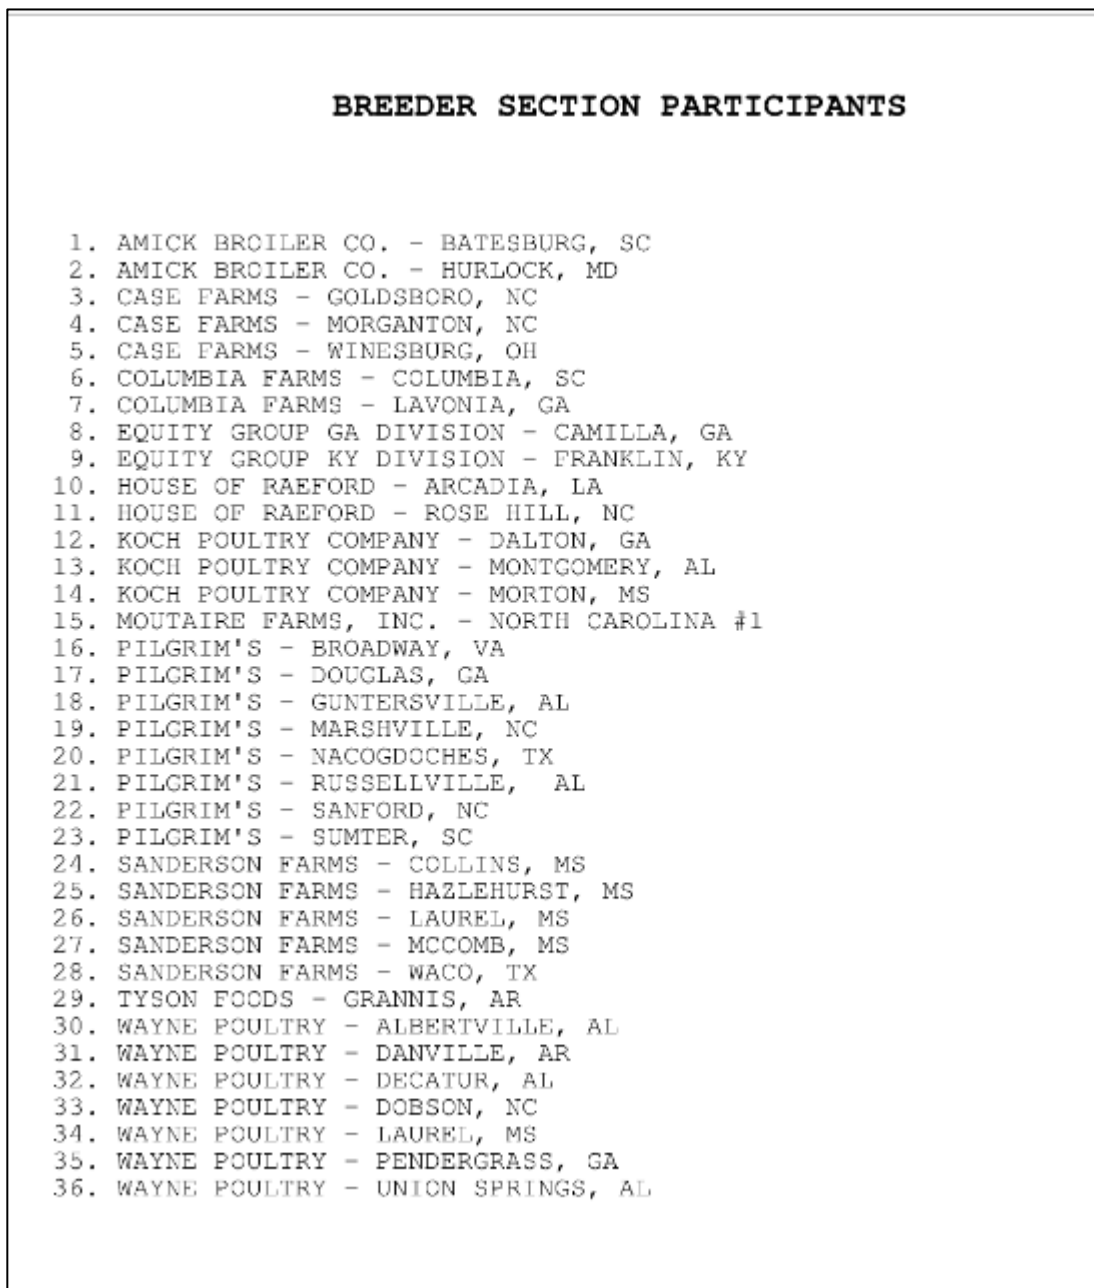 BREEDER SECTION PARTICIPANTS
1. AMICK BROILER CO. - BATESBURG, SC
2. AMICK BROILER CO. - HURLOCK, MD
3. CASE FARMS - GOLDSBORO, NC
4. CASE FARMS - MORGANTON, NC
5. CASE FARMS - WINESBURG, OH
6. COLUMBIA FARMS - COLUMBIA, SC
7. COLUMBIA FARMS - LAVONIA, GA
8. EQUITY GROUP GA DIVISION - CAMILLA, GA
9. EQUITY GROUP KY DIVISION - FRANKLIN, KY
10. HOUSE OF RAEFORD - ARCADIA, LA
11. HOUSE OF RAEFORD - ROSE HILL, NC
12. KOCH POULTRY COMPANY - DALTON, GA
13. KOCH POULTRY COMPANY - MONTGOMERY, AL
14. KOCH POULTRY COMPANY - MORTON, MS
15. MOUTAIRE FARMS, INC. - NORTH CAROLINA #1
16. PILGRIM'S - BROADWAY, VA
17. PILGRIM'S - DOUGLAS, GA
18. PILGRIM'S - GUNTERSVILLE, AL
19. PILGRIM'S - MARSHVILLE, NC
20. PILGRIM'S - NACOGDOCHES, TX
21. PILGRIM'S - RUSSELLVILLE,  AL
22. PILGRIM'S - SANFORD, NC
23. PILGRIM'S - SUMTER, SC
24. SANDERSON FARMS - COLLINS, MS
25. SANDERSON FARMS - HAZLEHURST, MS
26. SANDERSON FARMS - LAUREL, MS
27. SANDERSON FARMS - MCCOMB, MS
28. SANDERSON FARMS - WACO, TX
29. TYSON FOODS - GRANNIS, AR
30. WAYNE POULTRY - ALBERTVILLE, AL
31. WAYNE POULTRY - DANVILLE, AR
32. WAYNE POULTRY - DECATUR, AL
33. WAYNE POULTRY - DOBSON, NC
34. WAYNE POULTRY - LAUREL, MS
35. WAYNE POULTRY - PENDERGRASS, GA
36. WAYNE POULTRY - UNION SPRINGS, AL